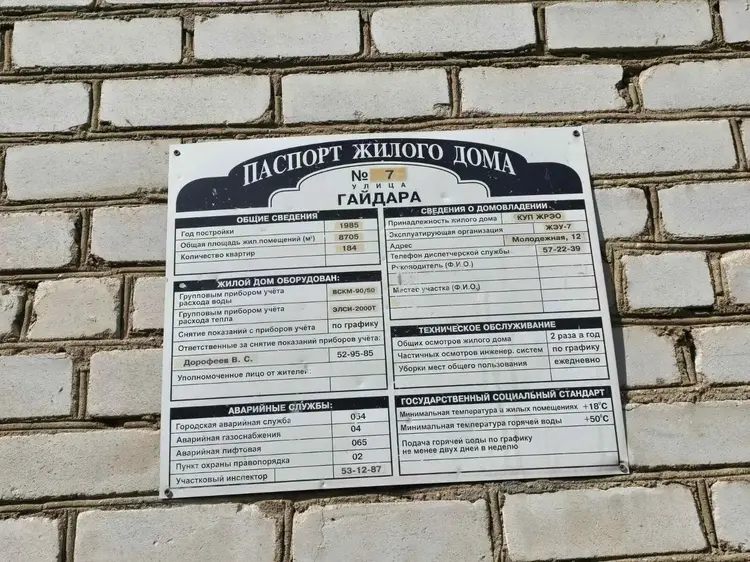 ПАСПОРТ ЖИЛОГО ДОМА
№ 7
УЛИЦА
ГАЙДАРА
ОБЩИЕ СВЕДЕНИЯ
Год постройки 1985
Общая площадь жил.помещений (м²) 8705
Количество квартир 184
ЖИЛОЙ ДОМ ОБОРУДОВАН:
Групповым прибором учёта
расхода воды ВСКМ-90/50
Групповым прибором учёта
расхода тепла ЭЛСИ-2000Т
Снятие показаний с приборов учёта по графику
Ответственные за снятие показаний приборов учёта:
Дорофеев В. С. 52-95-85
Уполномоченное лицо от жителей
АВАРИЙНЫЕ СЛУЖБЫ:
Городская аварийная служба 054
Аварийная газоснабжения 04
Аварийная лифтовая 065
Пункт охраны правопорядка 02
Участковый инспектор 53-12-87
СВЕДЕНИЯ О ДОМОВЛАДЕНИИ
Принадлежность жилого дома КУП ЖРЭО
Эксплуатирующая организация ЖЭУ-7
Адрес Молодежная, 12
Телефон диспетчерской службы 57-22-39
Руководитель (Ф.И.О.)
Мастер участка (Ф.И.О.)
ТЕХНИЧЕСКОЕ ОБСЛУЖИВАНИЕ
Общих осмотров жилого дома 2 раза в год
Частичных осмотров инженер. систем по графику
Уборки мест общего пользования ежедневно
ГОСУДАРСТВЕННЫЙ СОЦИАЛЬНЫЙ СТАНДАРТ
Минимальная температура в жилых помещениях +18°С
Минимальная температура горячей воды +50°С
Подача горячей воды по графику
не менее двух дней в неделю